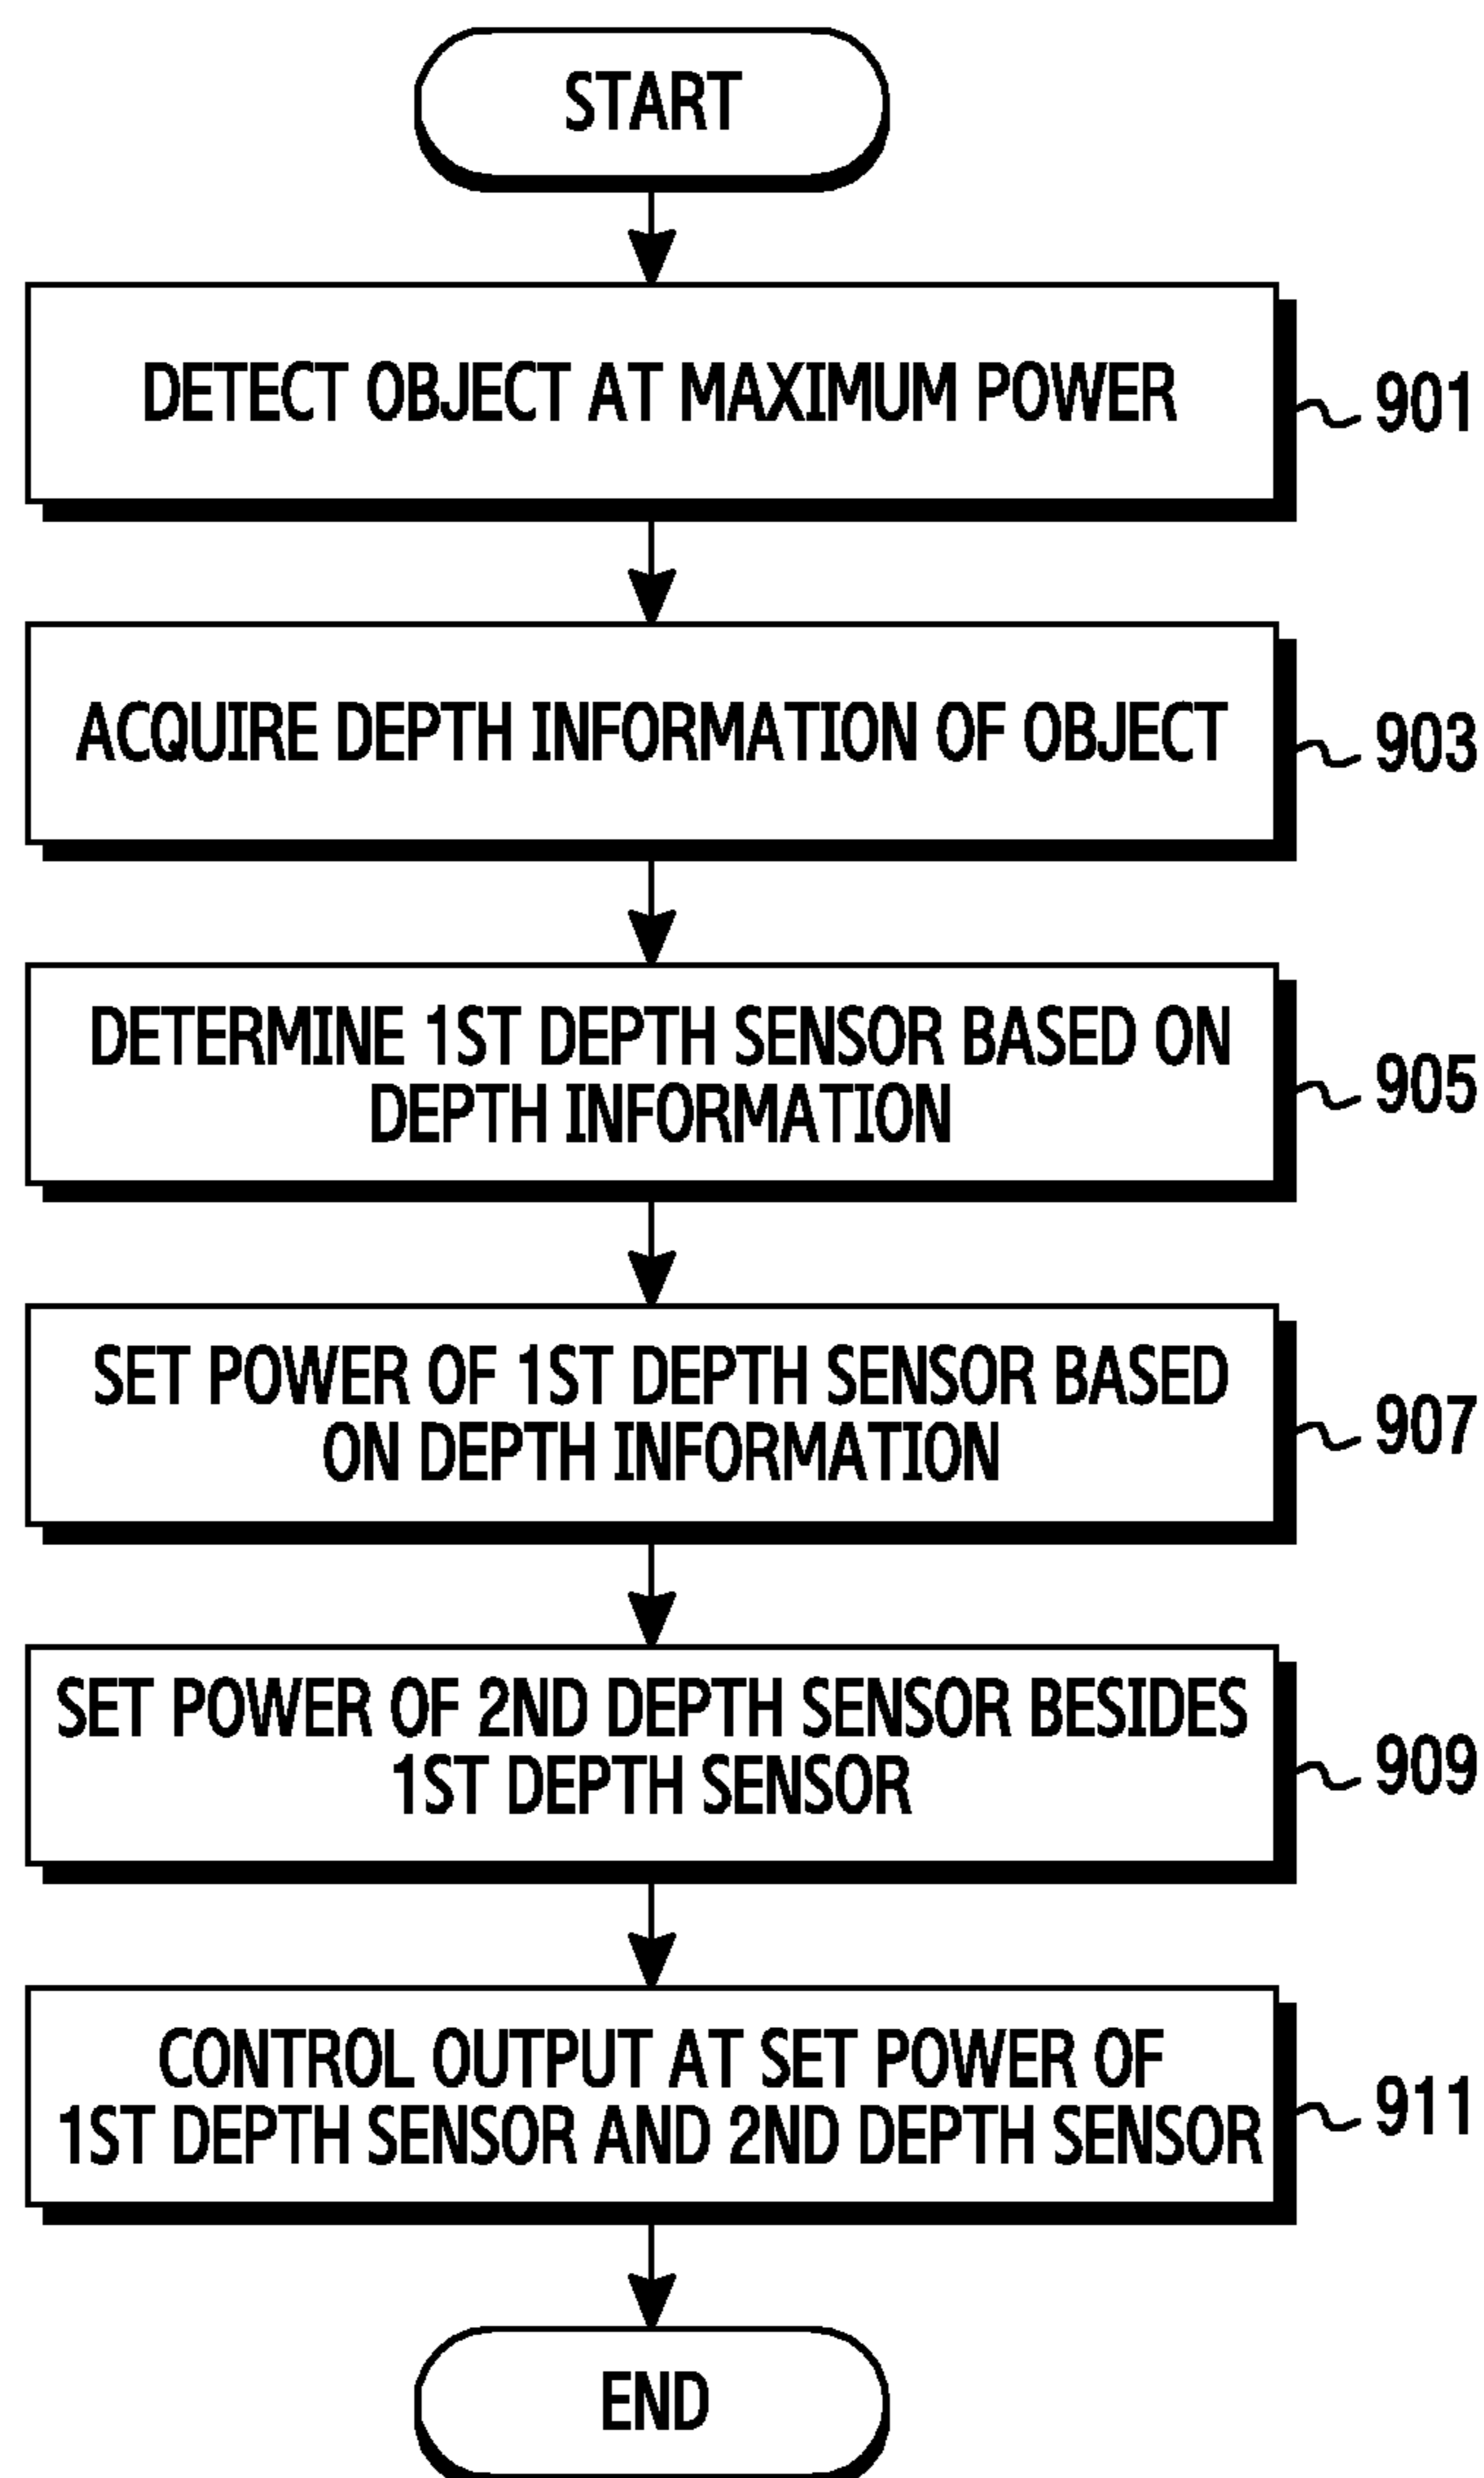 START
DETECT OBJECT AT MAXIMUM POWER
901
ACQUIRE DEPTH INFORMATION OF OBJECT
903
DETERMINE 1ST DEPTH SENSOR BASED ON
DEPTH INFORMATION
905
SET POWER OF 1ST DEPTH SENSOR BASED
ON DEPTH INFORMATION
907
SET POWER OF 2ND DEPTH SENSOR BESIDES
1ST DEPTH SENSOR
909
CONTROL OUTPUT AT SET POWER OF
1ST DEPTH SENSOR AND 2ND DEPTH SENSOR
911
END